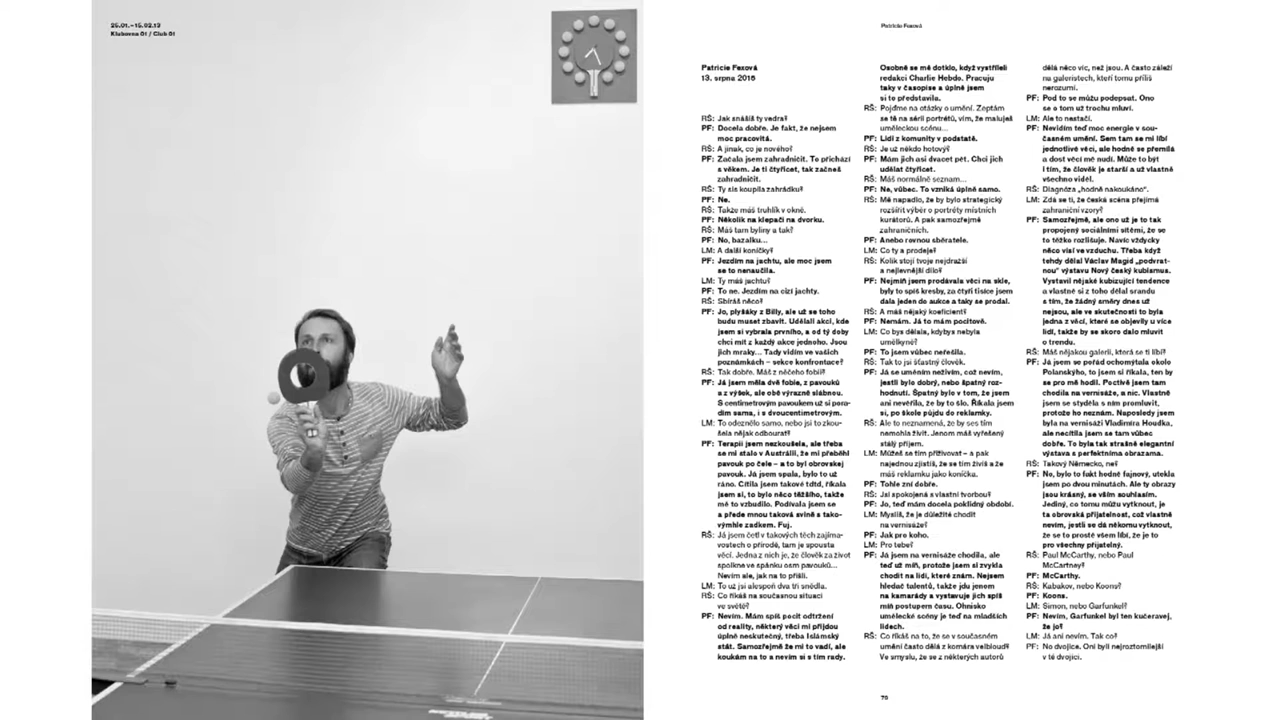 25.01.–15.02.13
Klubovna 01 / Club 01
Patricie Fexová
Patricie Fexová
13. srpna 2015
RŠ: Jak snášíš ty vedra?
PF: Docela dobře. Je fakt, že nejsem
moc pracovitá.
RŠ: A jinak, co je nového?
PF: Začala jsem zahradničit. To přichází
s věkem. Je ti čtyřicet, tak začneš
zahradničit.
RŠ: Ty sis koupila zahrádku?
PF: Ne.
RŠ: Takže máš truhlík v okně.
PF: Několik na klepači na dvorku.
RŠ: Máš tam byliny a tak?
PF: No, bazalku...
LM: A další koníčky?
PF: Jezdím na jachtu, ale moc jsem
se to nenaučila.
LM: Ty máš jachtu?
PF: To ne. Jezdím na cizí jachty.
RŠ: Sbíráš něco?
PF: Jo, plyšáky z Billy, ale už se toho
budu muset zbavit. Udělali akci, kde
jsem si vybrala prvního, a od tý doby
chci mít z každý akce jednoho. Jsou
jich mraky... Tady vidím ve vašich
poznámkách – sekce konfrontace?
RŠ: Tak dobře. Máš z něčeho fobii?
PF: Já jsem měla dvě fobie, z pavouků
a z výšek, ale obě výrazně slábnou.
S centimetrovým pavoukem už si pora-
dím sama, i s dvoucentimetrovým.
LM: To odeznělo samo, nebo jsi to zkou-
šela nějak odbourat?
PF: Terapii jsem nezkoušela, ale třeba
se mi stalo v Austrálii, že mi přeběhl
pavouk po čele – a to byl obrovskej
pavouk. Já jsem spala, bylo to už
ráno. Cítila jsem takové tdtd, říkala
jsem si, to bylo něco těžšího, takže
mě to vzbudilo. Podívala jsem se
a přede mnou taková svině s tako-
výmhle zadkem. Fuj.
RŠ: Já jsem četl v takových těch zajíma-
vostech o přírodě, tam je spousta
věcí. Jedna z nich je, že člověk za život
spolkne ve spánku osm pavouků...
Nevím ale, jak na to přišli.
LM: To už jsi alespoň dva tři snědla.
RŠ: Co říkáš na současnou situaci
ve světě?
PF: Nevím. Mám spíš pocit odtržení
od reality, některý věci mi přijdou
úplně neskutečný, třeba Islámský
stát. Samozřejmě že mi to vadí, ale
koukám na to a nevím si s tím rady.
Osobně se mě dotklo, když vystříleli
redakci Charlie Hebdo. Pracuju
taky v časopise a úplně jsem
si to představila.
RŠ: Pojďme na otázky o umění. Zeptám
se tě na sérii portrétů, vím, že maluješ
uměleckou scénu...
PF: Lidi z komunity v podstatě.
RŠ: Je už někdo hotový?
PF: Mám jich asi dvacet pět. Chci jich
udělat čtyřicet.
RŠ: Máš normálně seznam...
PF: Ne, vůbec. To vzniká úplně samo.
RŠ: Mě napadlo, že by bylo strategický
rozšířit výběr o portréty místních
kurátorů. A pak samozřejmě
zahraničních.
PF: Anebo rovnou sběratele.
LM: Co ty a prodeje?
RŠ: Kolik stojí tvoje nejdražší
a nejlevnější dílo?
PF: Nejmíň jsem prodávala věci na skle,
byly to spíš kresby, za čtyři tisíce jsem
dala jeden do aukce a taky se prodal.
RŠ: A máš nějaký koeficient?
PF: Nemám. Já to mám pocitově.
LM: Co bys dělala, kdybys nebyla
umělkyně?
PF: To jsem vůbec neřešila.
RŠ: Tak to jsi šťastný člověk.
PF: Já se uměním neživím, což nevím,
jestli bylo dobrý, nebo špatný roz-
hodnutí. Špatný bylo v tom, že jsem
ani nevěřila, že by to šlo. Říkala jsem
si, po škole půjdu do reklamky.
RŠ: Ale to neznamená, že by ses tím
nemohla živit. Jenom máš vyřešený
stálý příjem.
LM: Můžeš se tím přiživovat – a pak
najednou zjistíš, že se tím živíš a že
máš reklamku jako koníčka.
PF: Tohle zní dobře.
RŠ: Jsi spokojená s vlastní tvorbou?
PF: Jo, teď mám docela poklidný období.
LM: Myslíš, že je důležité chodit
na vernisáže?
PF: Jak pro koho.
LM: Pro tebe?
PF: Já jsem na vernisáže chodila, ale
teď už míň, protože jsem si zvykla
chodit na lidi, které znám. Nejsem
hledač talentů, takže jdu jenom
na kamarády a vystavuje jich spíš
míň postupem času. Ohnisko
umělecké scény je teď na mladších
lidech.
RŠ: Co říkáš na to, že se v současném
umění často dělá z komára velbloud?
Ve smyslu, že se z některých autorů
dělá něco víc, než jsou. A často záleží
na galeristech, kteří tomu příliš
nerozumí.
PF: Pod to se můžu podepsat. Ono
se o tom už trochu mluví.
LM: Ale to nestačí.
PF: Nevidím teď moc energie v sou-
časném umění. Sem tam se mi líbí
jednotlivé věci, ale hodně se přemílá
a dost věcí mě nudí. Může to být
i tím, že člověk je starší a už vlastně
všechno viděl.
RŠ: Diagnóza „hodně nakoukáno“.
LM: Zdá se ti, že česká scéna přejímá
zahraniční vzory?
PF: Samozřejmě, ale ono už je to tak
propojený sociálními sítěmi, že se
to těžko rozlišuje. Navíc vždycky
něco visí ve vzduchu. Třeba když
tehdy dělal Václav Magid „podvrat-
nou“ výstavu Nový český kubismus.
Vystavil nějaké kubizující tendence
a vlastně si z toho dělal srandu
s tím, že žádný směry dnes už
nejsou, ale ve skutečnosti to byla
jedna z věcí, které se objevily u více
lidí, takže by se skoro dalo mluvit
o trendu.
RŠ: Máš nějakou galerii, která se ti líbí?
PF: Já jsem se pořád ochomýtala okolo
Polanskýho, to jsem si říkala, ten by
se pro mě hodil. Poctivě jsem tam
chodila na vernisáže, a nic. Vlastně
jsem se styděla s ním promluvit,
protože ho neznám. Naposledy jsem
byla na vernisáži Vladimíra Houdka,
ale necítila jsem se tam vůbec
dobře. To byla tak strašně elegantní
výstava s perfektníma obrazama.
RŠ: Takový Německo, ne?
PF: No, bylo to fakt hodně fajnový, utekla
jsem po dvou minutách. Ale ty obrazy
jsou krásný, se vším souhlasím.
Jediný, co tomu můžu vytknout, je
ta obrovská přijatelnost, což vlastně
nevím, jestli se dá někomu vytknout,
že se to prostě všem líbí, že je to
pro všechny přijatelný.
RŠ: Paul McCarthy, nebo Paul
McCartney?
PF: McCarthy.
RŠ: Kabakov, nebo Koons?
PF: Koons.
LM: Simon, nebo Garfunkel?
PF: Nevím, Garfunkel byl ten kučeravej,
že jo?
LM: Já ani nevím. Tak co?
PF: No dvojice. Oni byli nejroztomilejší
v té dvojici.